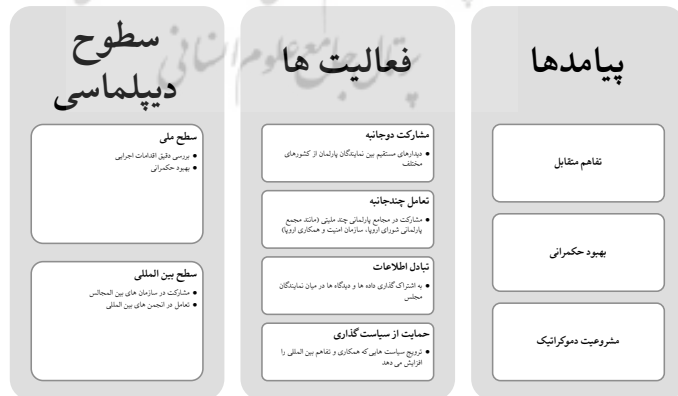 پیامدها
تفاهم متقابل
بهبود حکمرانی
مشروعیت دموکراتیک
فعالیت ها
مشارکت دوجانبه
• دیدارهای مستقیم بین نمایندگان پارلمان از کشورهای
مختلف
تعامل چندجانبه
• مشارکت در مجامع پارلمانی چند ملیتی (مانند مجمع
پارلمانی شورای اروپا، سازمان امنیت و همکاری اروپا)
تبادل اطلاعات
• به اشتراک گذاری داده ها و دیدگاه ها در میان نمایندگان
مجلس
حمایت از سیاست گذاری
• ترویج سیاست هایی که همکاری و تفاهم بین المللی را
افزایش می دهد
سطوح
دیپلماسی
سطح ملی
• بررسی دقیق اقدامات اجرایی
• بهبود حکمرانی
سطح بین المللی
• مشارکت در سازمان های بین المجالس
• تعامل در انجمن های بین المللی
پرتال جامع علوم انسانی